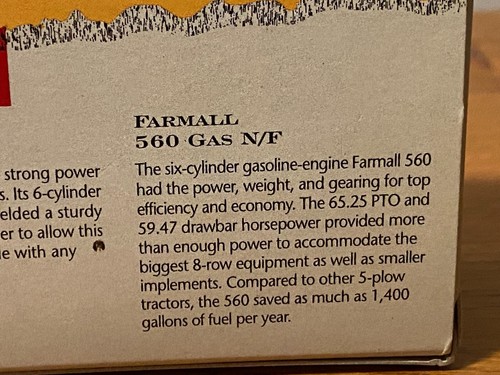 FARMALL
560 GAS N/F
strong power
s. Its 6-cylinder
elded a sturdy
er to allow this
e with any
The six-cylinder gasoline-engine Farmall 560
had the power, weight, and gearing for top
efficiency and economy. The 65.25 PTO and
59.47 drawbar horsepower provided more
than enough power to accommodate the
biggest 8-row equipment as well as smaller
implements. Compared to other 5-plow
tractors, the 560 saved as much as 1,400
gallons of fuel per year.